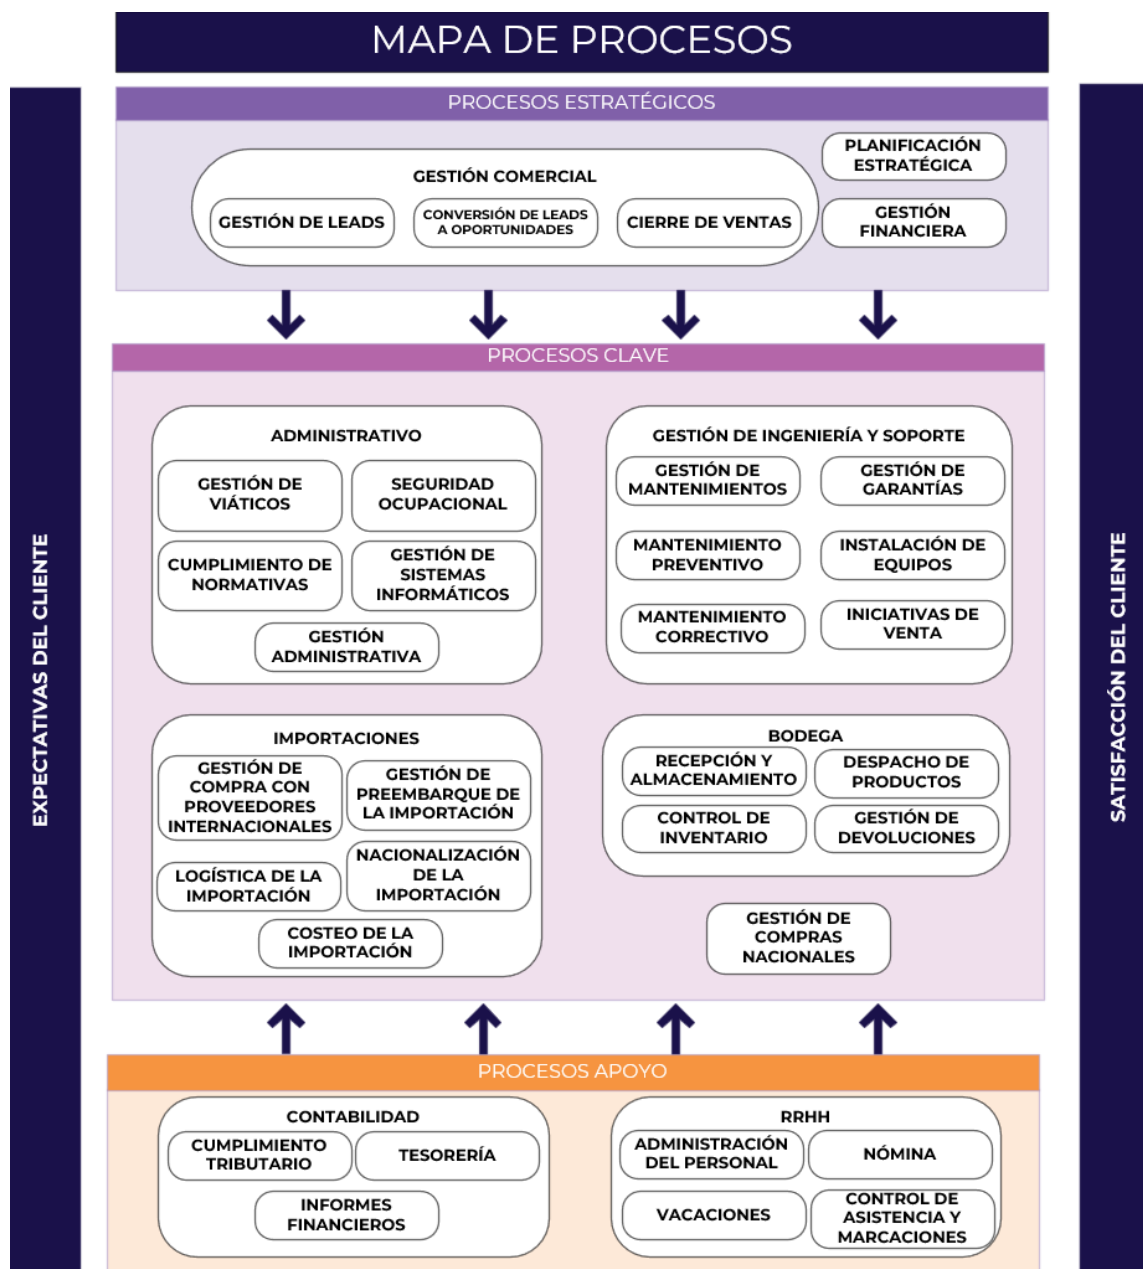 MAPA DE PROCESOS
PROCESOS ESTRATÉGICOS
GESTIÓN COMERCIAL
GESTIÓN DE LEADS
CONVERSIÓN DE LEADS
A OPORTUNIDADES
CIERRE DE VENTAS
PLANIFICACIÓN
ESTRATÉGICA
GESTIÓN
FINANCIERA
EXPECTATIVAS DEL CLIENTE
PROCESOS CLAVE
ADMINISTRATIVO
GESTIÓN DE
VIÁTICOS
SEGURIDAD
OCUPACIONAL
CUMPLIMIENTO DE
NORMATIVAS
GESTIÓN DE
SISTEMAS
INFORMÁTICOS
GESTIÓN
ADMINISTRATIVA
GESTIÓN DE INGENIERÍA Y SOPORTE
GESTIÓN DE
MANTENIMIENTOS
GESTIÓN DE
GARANTÍAS
MANTENIMIENTO
PREVENTIVO
INSTALACIÓN DE
EQUIPOS
MANTENIMIENTO
CORRECTIVO
INICIATIVAS DE
VENTA
IMPORTACIONES
GESTIÓN DE
COMPRA CON
PROVEEDORES
INTERNACIONALES
GESTIÓN DE
PREEMBARQUE DE
LA IMPORTACIÓN
LOGÍSTICA DE LA
IMPORTACIÓN
NACIONALIZACIÓN
DE LA
IMPORTACIÓN
COSTEO DE LA
IMPORTACIÓN
BODEGA
RECEPCIÓN Y
ALMACENAMIENTO
DESPACHO DE
PRODUCTOS
CONTROL DE
INVENTARIO
GESTIÓN DE
DEVOLUCIONES
GESTIÓN DE
COMPRAS
NACIONALES
PROCESOS APOYO
CONTABILIDAD
CUMPLIMIENTO
TRIBUTARIO
TESORERÍA
INFORMES
FINANCIEROS
RRHH
ADMINISTRACIÓN
DEL PERSONAL
NÓMINA
VACACIONES
CONTROL DE
ASISTENCIA Y
MARCACIONES
SATISFACCIÓN DEL CLIENTE